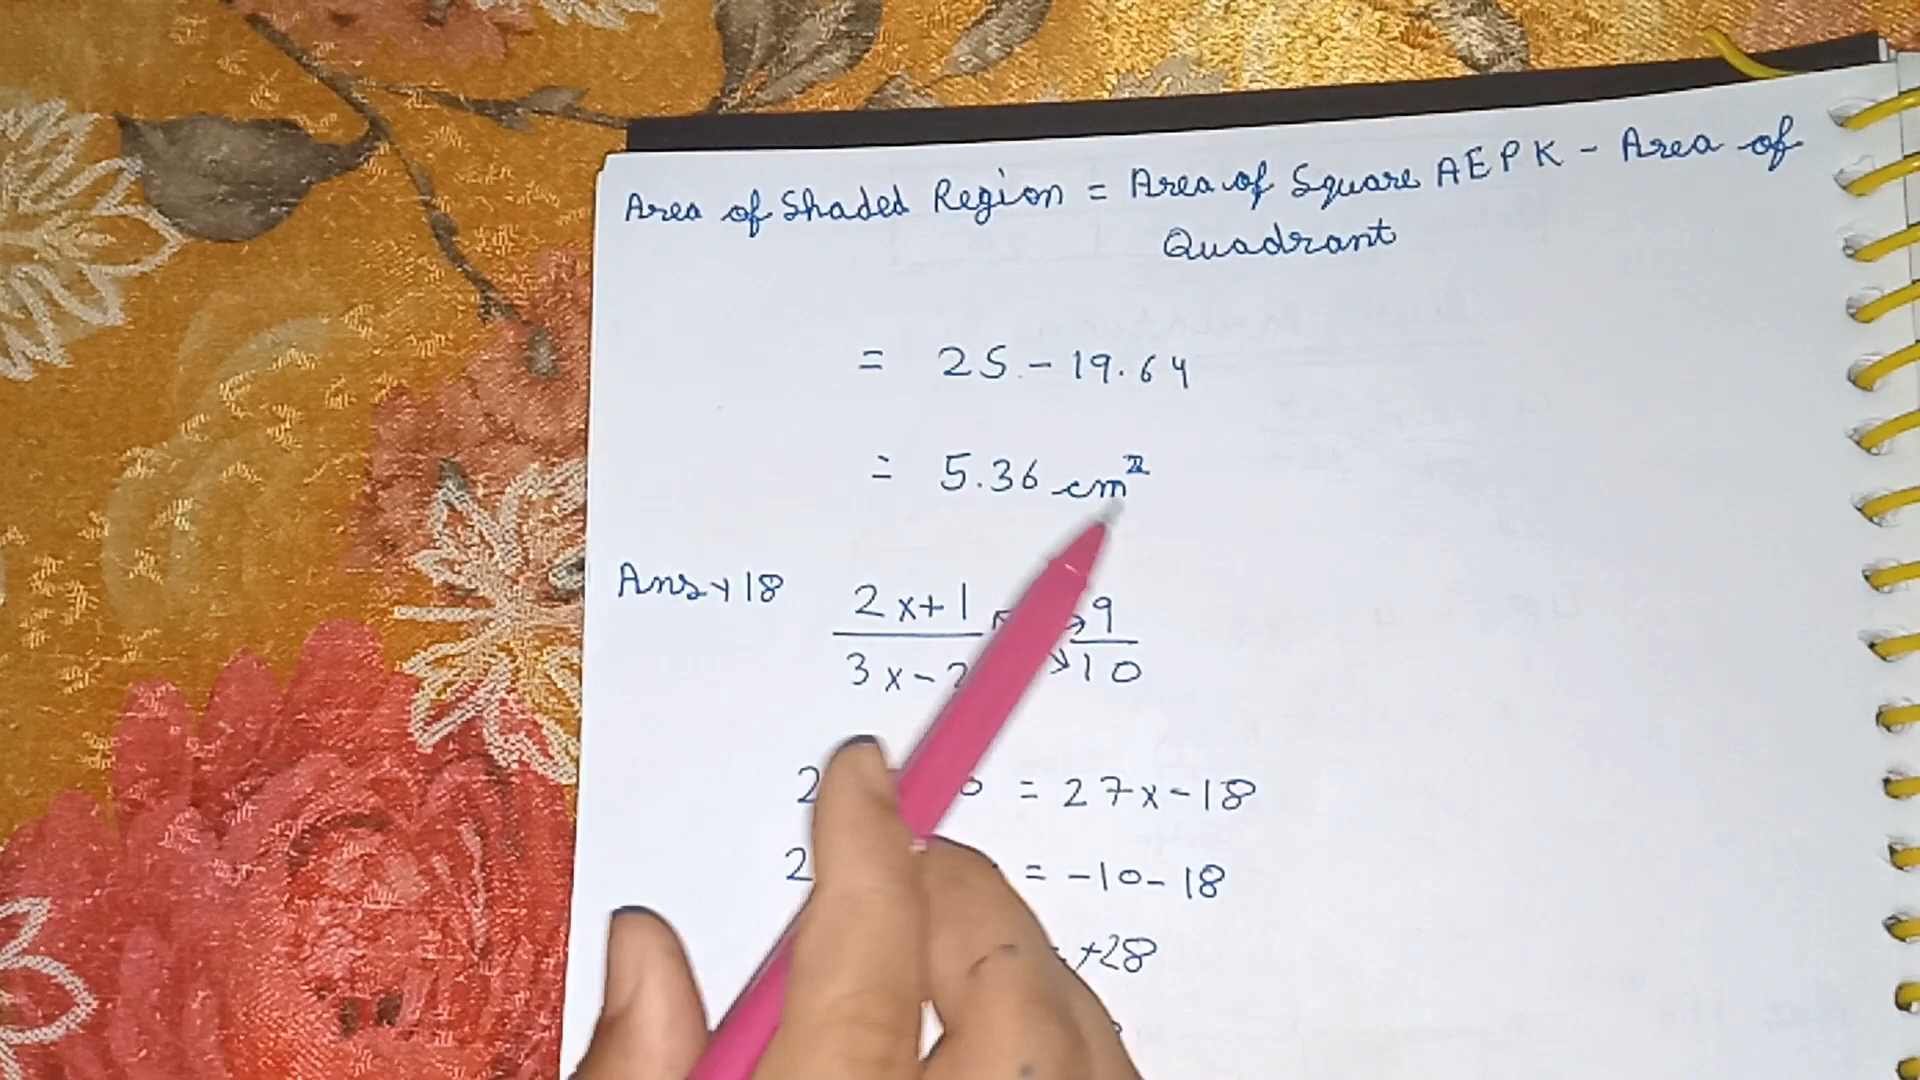 Area of Shaded Region = Area of Square AEPK - Area of
Quadrant
= 25 - 19.64
= 5.36 cm²
Ans → 18
2x+1 9
3x-2 10
= 27x-18
= -10-18
+28